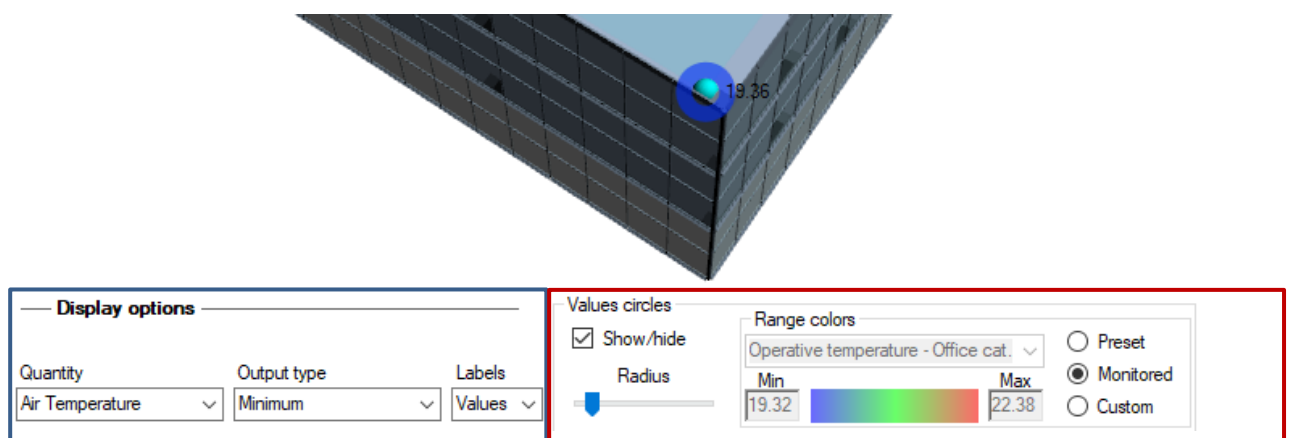 19.36
Display options
Quantity
Output type
Labels
Air Temperature
Minimum
Values
Values circles
Show/hide
Radius
Range colors
Operative temperature - Office cat.
Min
Max
19.32
22.38
Preset
Monitored
Custom